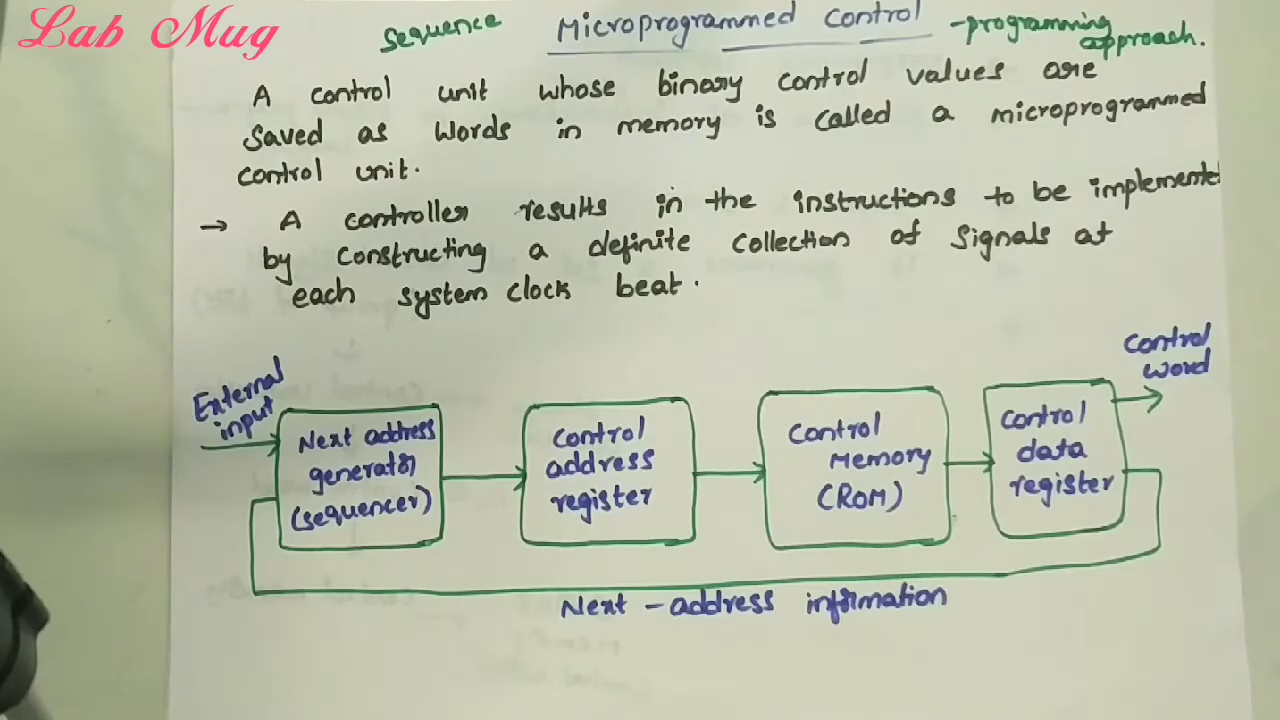 Lab Mug
sequence Microprogrammed Control -programming
approach.
A control unit whose binary control values are
saved as words in memory is called a microprogrammed
control unit.
→ A controller results in the instructions to be implemented
by constructing a definite collection of signals at
each system clock beat.
External
input
Next address
generator
(sequencer)
Control
address
register
Control
Memory
(ROM)
Control
data
register
Control
word
Next-address information